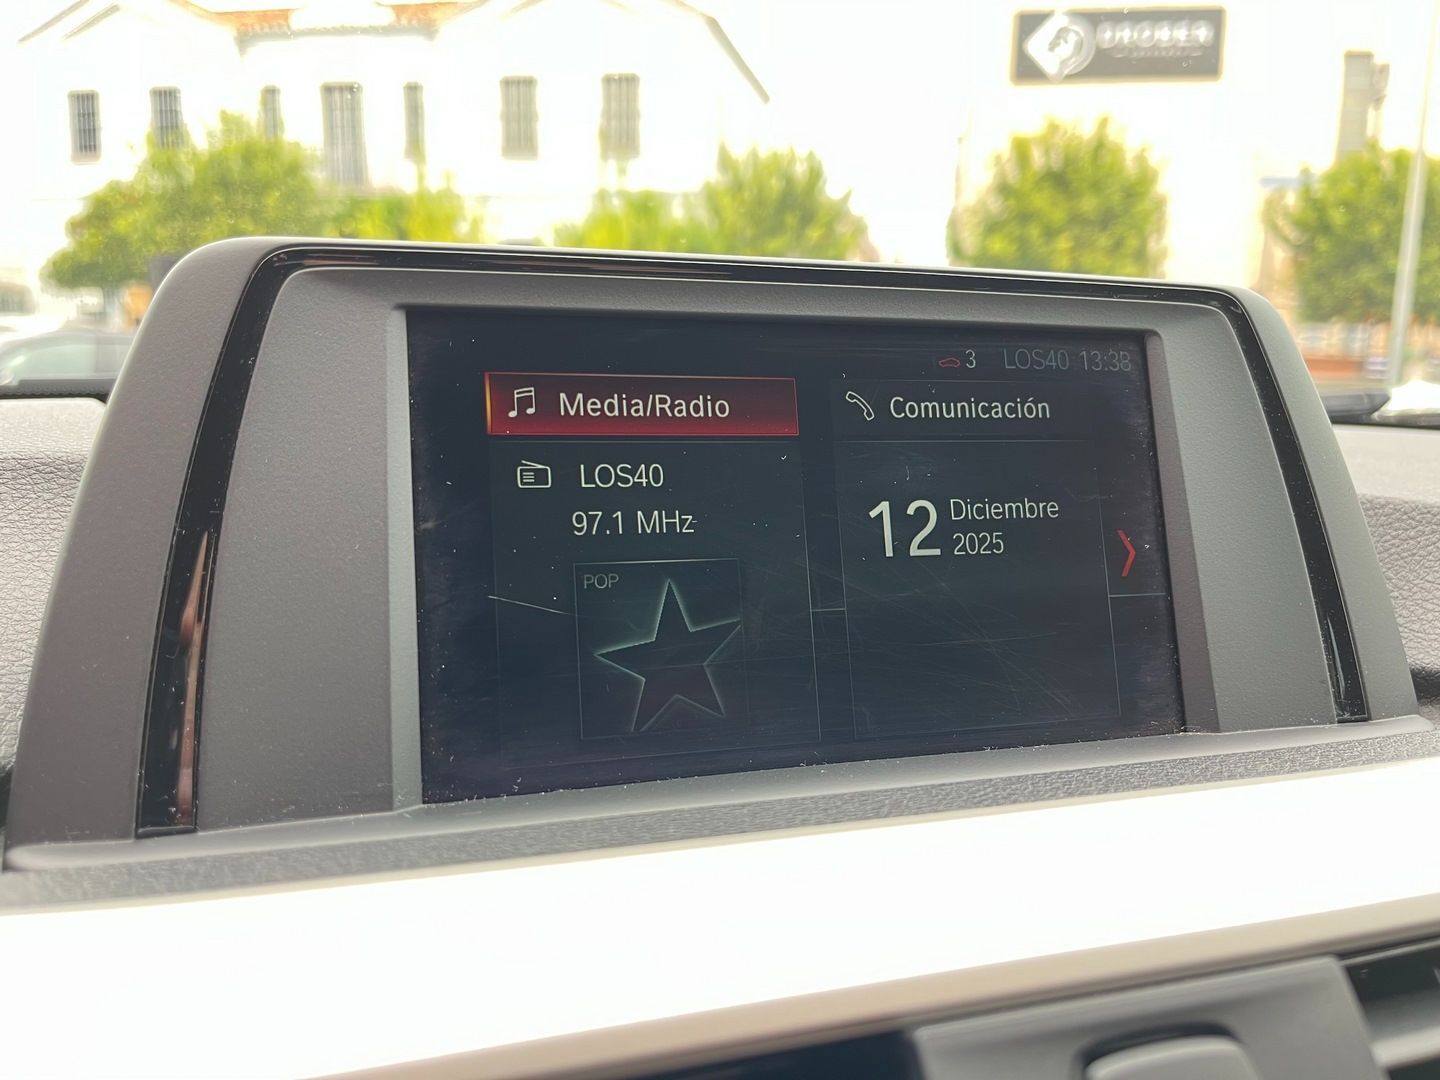 3 LOS40 13:38
Media/Radio
Comunicación
LOS40
97.1 MHz
12 Diciembre
2025
POP